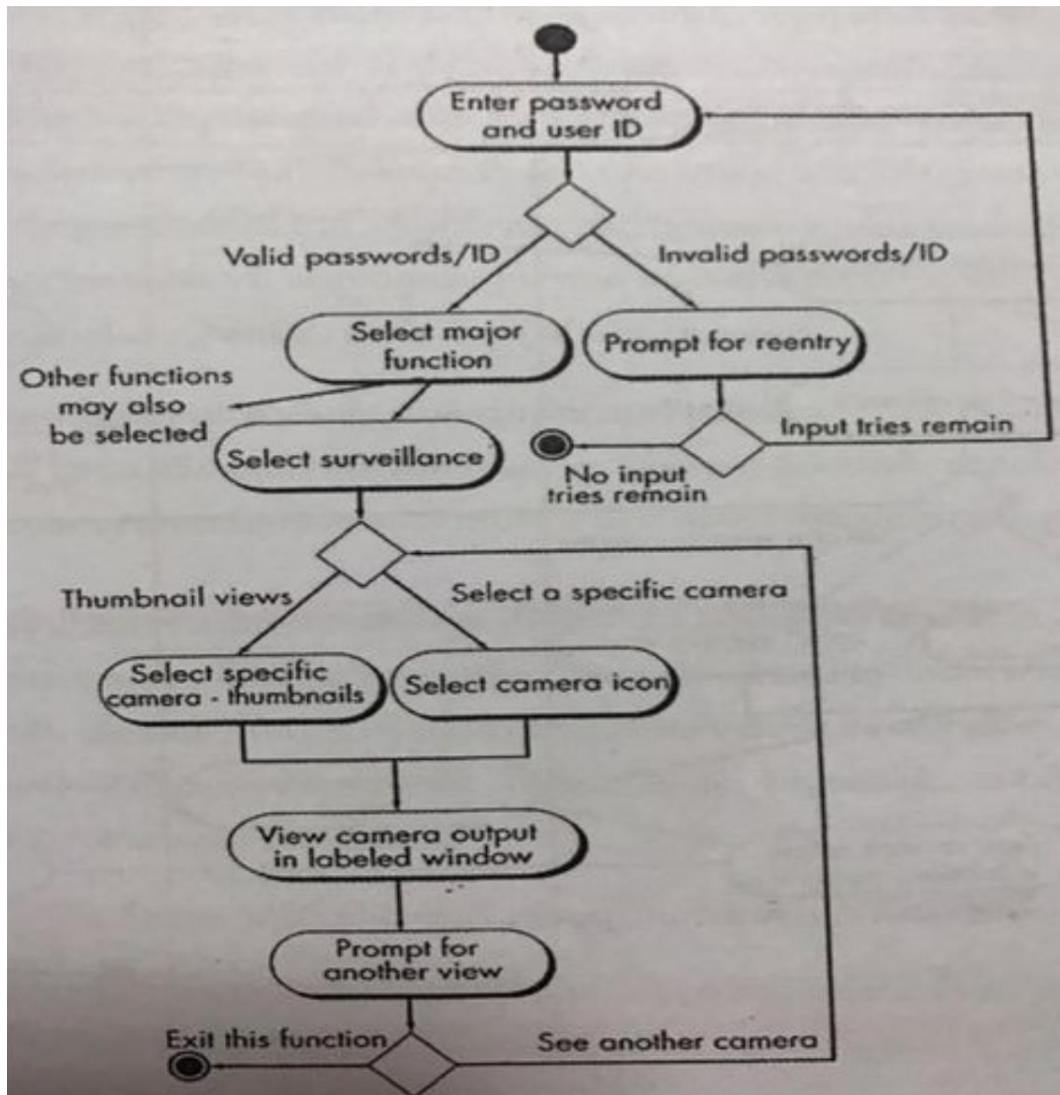 Enter password
and user ID
Valid passwords/ID
Invalid passwords/ID
Select major
function
Prompt for reentry
Other functions
may also
be selected
Input tries remain
Select surveillance
No input
tries remain
Thumbnail views
Select a specific camera
Select specific
camera - thumbnails
Select camera icon
View camera output
in labeled window
Prompt for
another view
Exit this function
See another camera